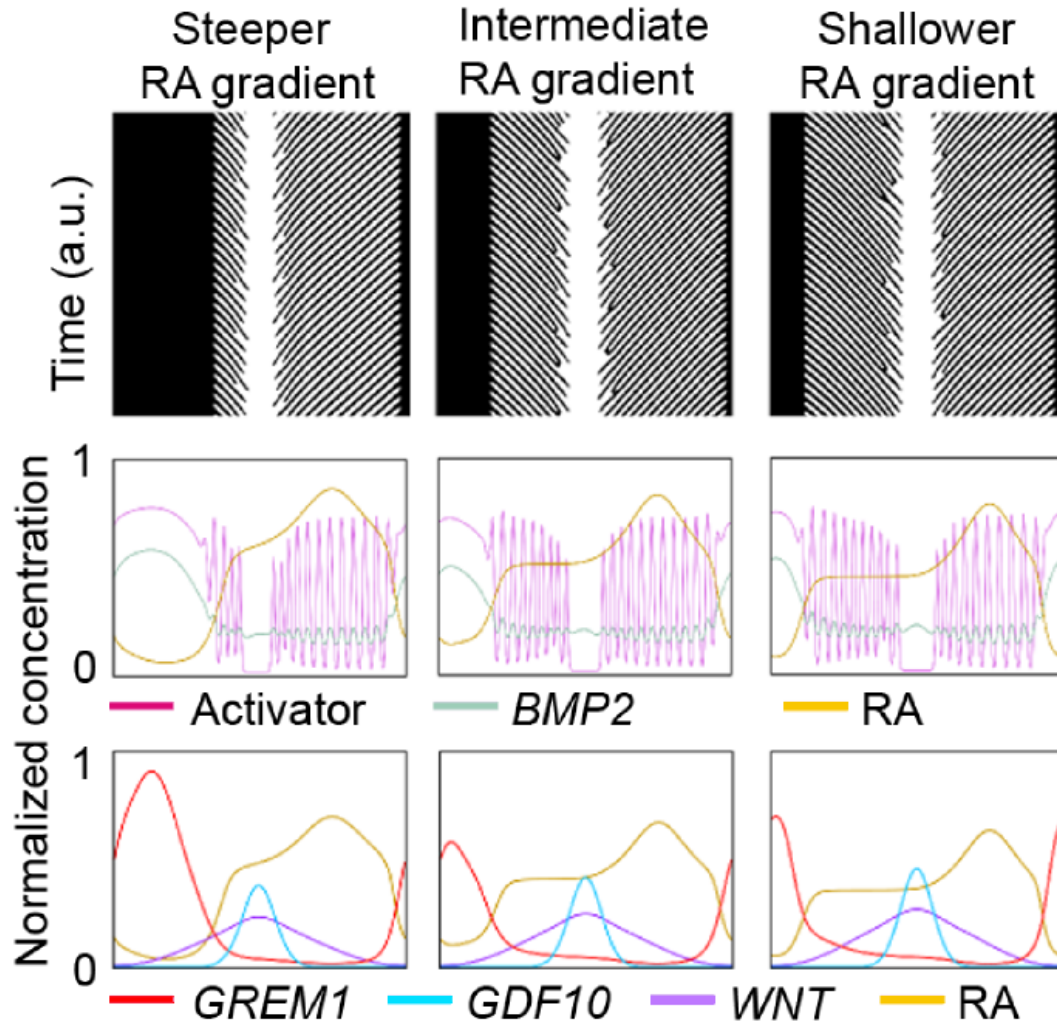 Steeper
RA gradient
Intermediate
RA gradient
Shallower
RA gradient
Time (a.u.)
Normalized concentration
1
0
Activator
BMP2
RA
1
0
GREM1
GDF10
WNT
RA